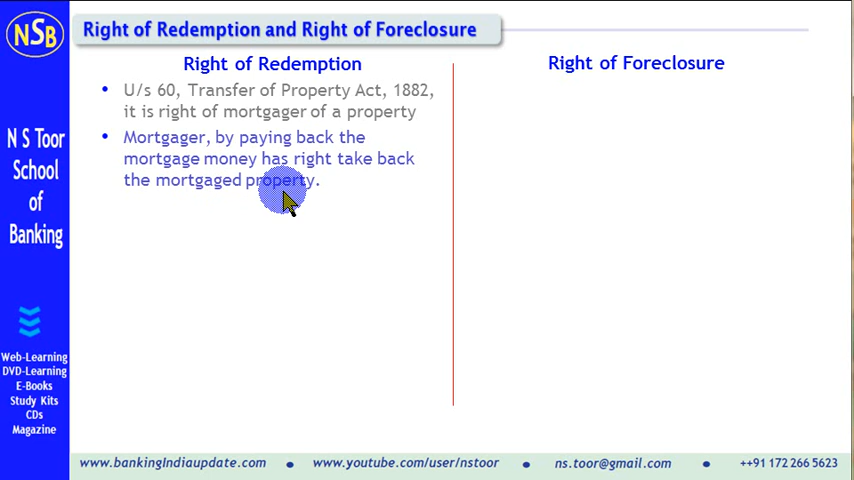 NSB
Right of Redemption and Right of Foreclosure
Right of Redemption
• U/s 60, Transfer of Property Act, 1882,
it is right of mortgager of a property
• Mortgager, by paying back the
mortgage money has right take back
the mortgaged property.
Right of Foreclosure
N S Toor
School
of
Banking
Web-Learning
DVD-Learning
E-Books
Study Kits
CDs
Magazine
www.bankingIndiaupdate.com • www.youtube.com/user/nstoor • ns.toor@gmail.com • ++91 172 266 5623